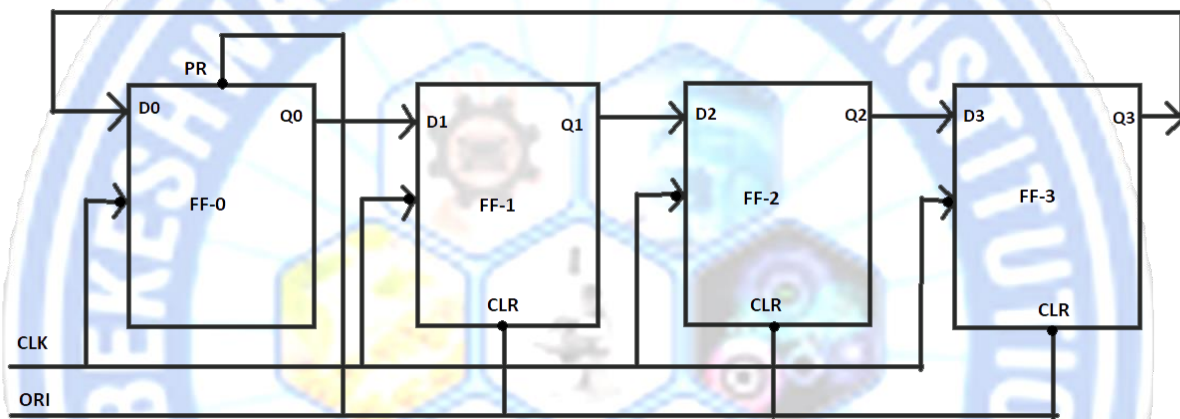 PR
D0
Q0
D1
Q1
D2
Q2
D3
Q3
FF-0
FF-1
FF-2
FF-3
CLR
CLR
CLR
CLK
ORI